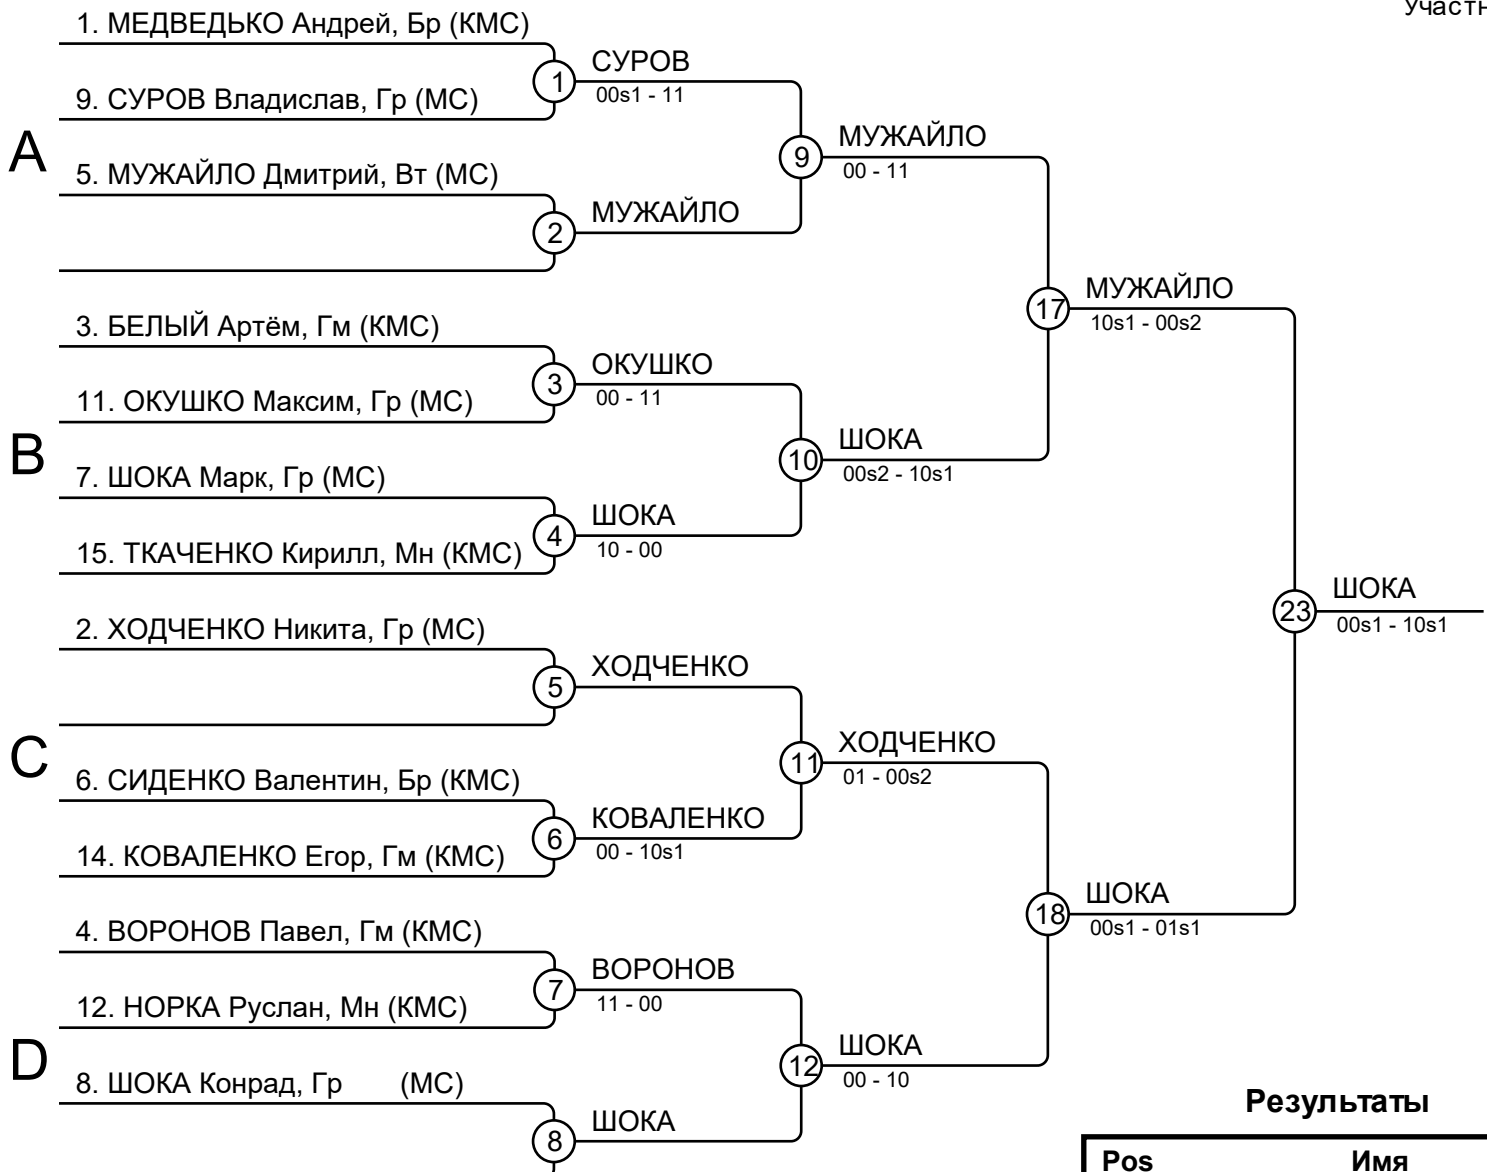 Участн
1. МЕДВЕДЬКО Андрей, Бр (КМС)
9. СУРОВ Владислав, Гр (МС)
A
5. МУЖАЙЛО Дмитрий, Вт (МС)
3. БЕЛЫЙ Артём, Гм (КМС)
11. ОКУШКО Максим, Гр (МС)
B
7. ШОКА Марк, Гр (МС)
15. ТКАЧЕНКО Кирилл, Мн (КМС)
2. ХОДЧЕНКО Никита, Гр (МС)
C
6. СИДЕНКО Валентин, Бр (КМС)
14. КОВАЛЕНКО Егор, Гм (КМС)
4. ВОРОНОВ Павел, Гм (КМС)
12. НОРКА Руслан, Мн (КМС)
D
8. ШОКА Конрад, Гр (МС)
1
СУРОВ
00s1 - 11
2
МУЖАЙЛО
3
ОКУШКО
00 - 11
4
ШОКА
10 - 00
5
ХОДЧЕНКО
6
КОВАЛЕНКО
00 - 10s1
7
ВОРОНОВ
11 - 00
8
ШОКА
9
МУЖАЙЛО
00 - 11
10
ШОКА
00s2 - 10s1
11
ХОДЧЕНКО
01 - 00s2
12
ШОКА
00 - 10
17
МУЖАЙЛО
10s1 - 00s2
18
ШОКА
00s1 - 01s1
23
ШОКА
00s1 - 10s1
Результаты
Pos Имя